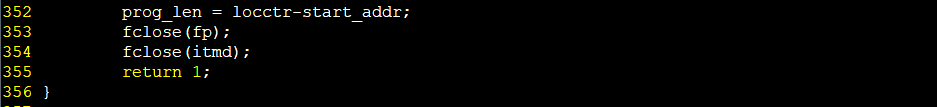 352         prog_len = locctr-start_addr;
353         fclose(fp);
354         fclose(itmd);
355         return 1;
356 }